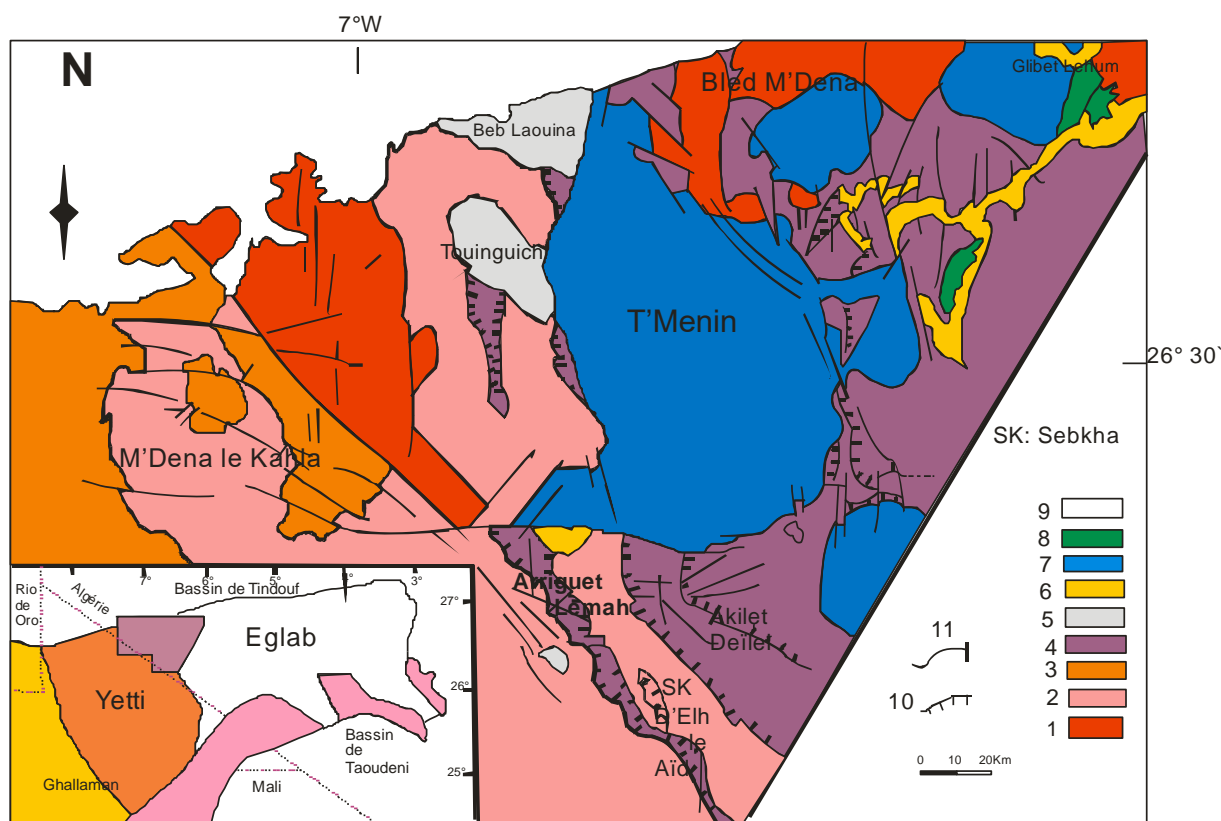 7°W
N
Bled M'Dena
Glibet Lohum
Beb Laouina
Touinguich
T'Menin
26° 30`
M'Dena le Kahla
SK: Sebkha
9
8
7
6
5
4
3
2
1
11
10
0 10 20Km
Arriguet
Lemah
Akilet
Deïlel
SK
D'Elh
le
Aïd
7° 6° 5° 4° 3°
Bassin de Tindouf
Rio
de
Oro
Algérie
27°
Eglab
Yetti
26°
Bassin
de
Taoudeni
25°
Ghallaman
Mali